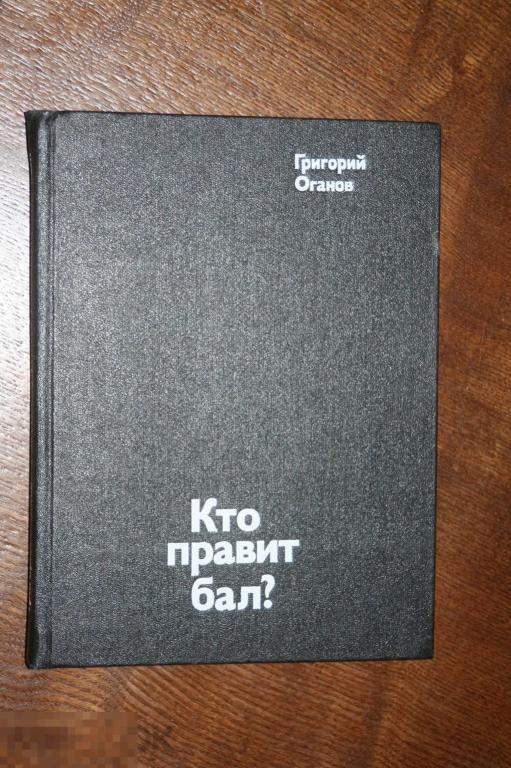 Григорий
Оганов
Кто
правит
бал?